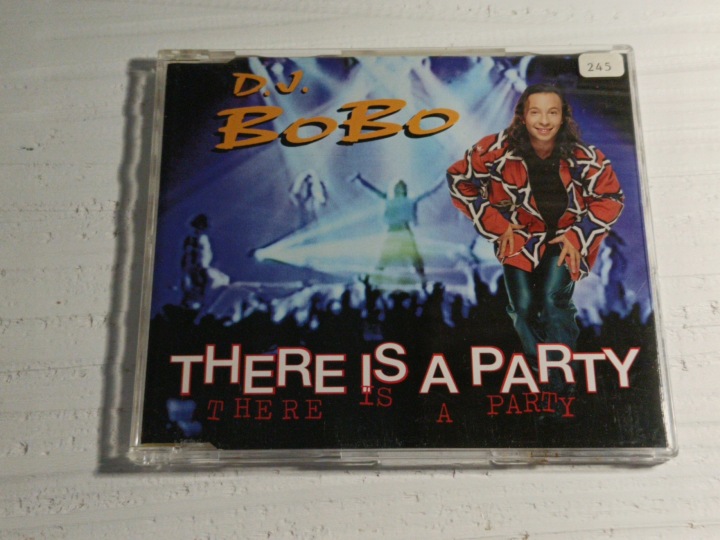 245
D.J.
BOBO
THERE IS A PARTY
THERE IS A PARTY